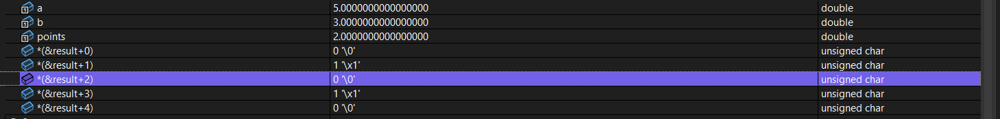 a 5.0000000000000000 double
b 3.0000000000000000 double
points 2.0000000000000000 double
*(&result+0) 0 '\0' unsigned char
*(&result+1) 1 '\x1' unsigned char
*(&result+2) 0 '\0' unsigned char
*(&result+3) 1 '\x1' unsigned char
*(&result+4) 0 '\0' unsigned char